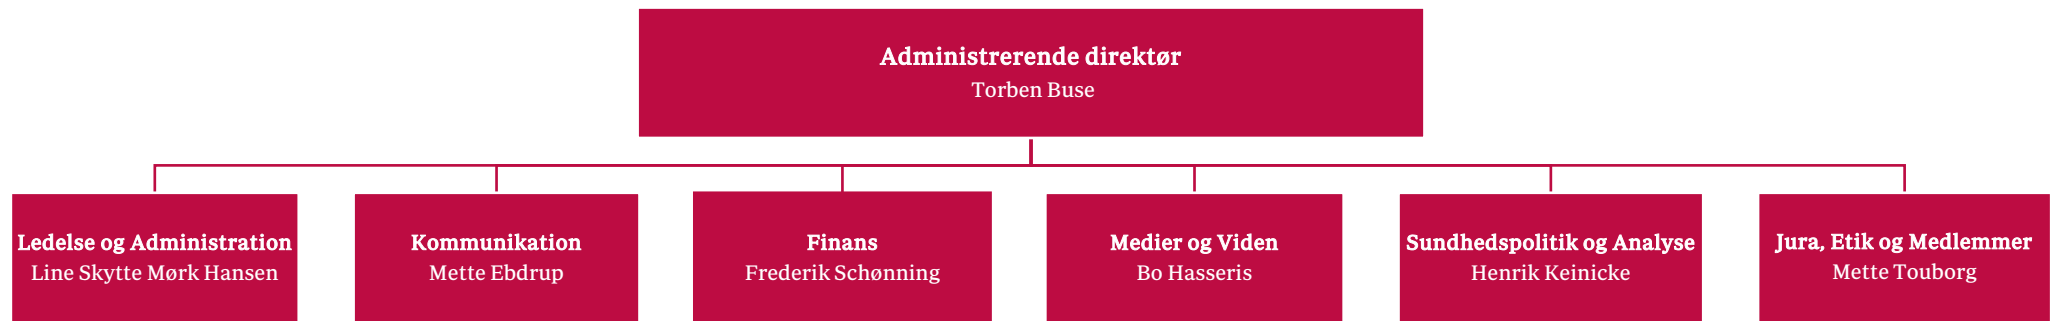 Administrerende direktør
Torben Buse
Ledelse og Administration
Line Skytte Mørk Hansen
Kommunikation
Mette Ebdrup
Finans
Frederik Schønning
Medier og Viden
Bo Hasseris
Sundhedspolitik og Analyse
Henrik Keinicke
Jura, Etik og Medlemmer
Mette Touborg